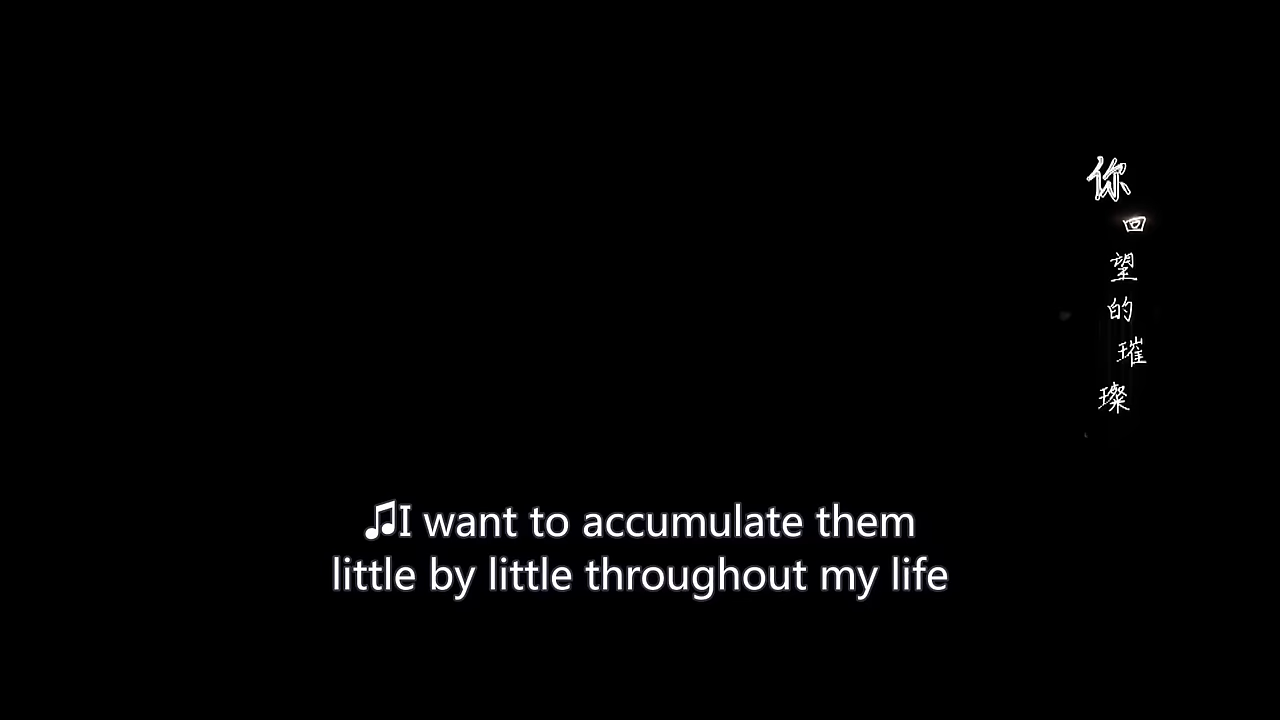 你回望的璀璨
♫I want to accumulate them
little by little throughout my life